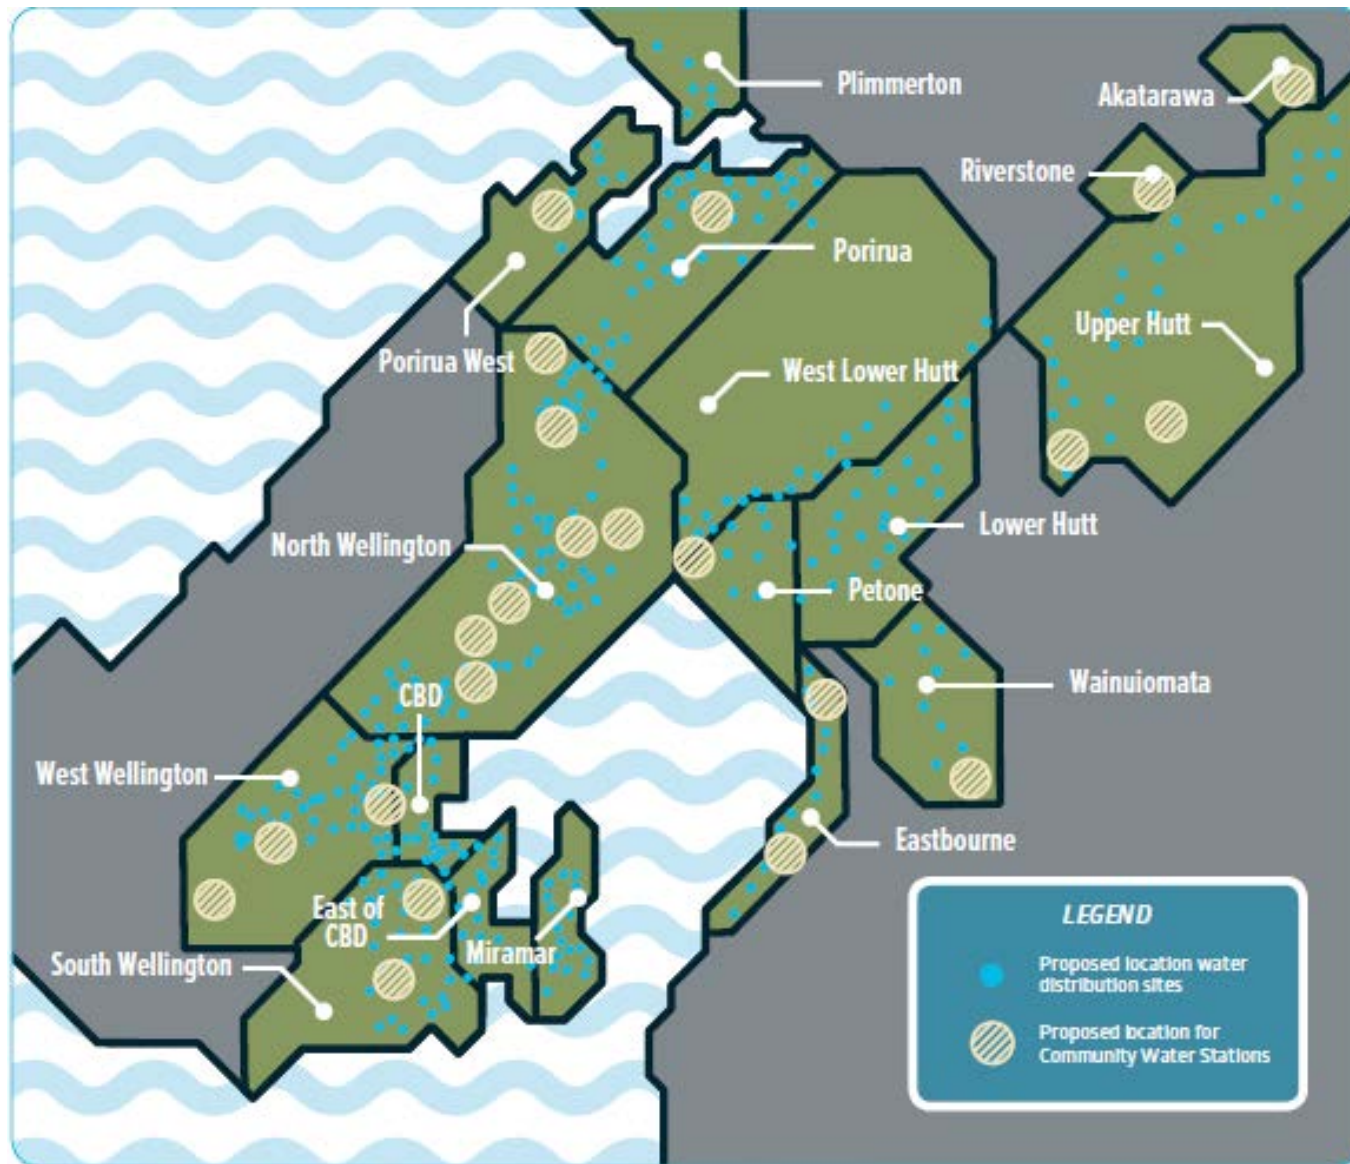 Plimmerton
Akatarawa
Riverstone
Porirua
Upper Hutt
Porirua West
West Lower Hutt
Lower Hutt
North Wellington
Petone
CBD
Wainuiomata
West Wellington
Eastbourne
East of
CBD
Miramar
South Wellington
LEGEND
Proposed location water
distribution sites
Proposed location for
Community Water Stations